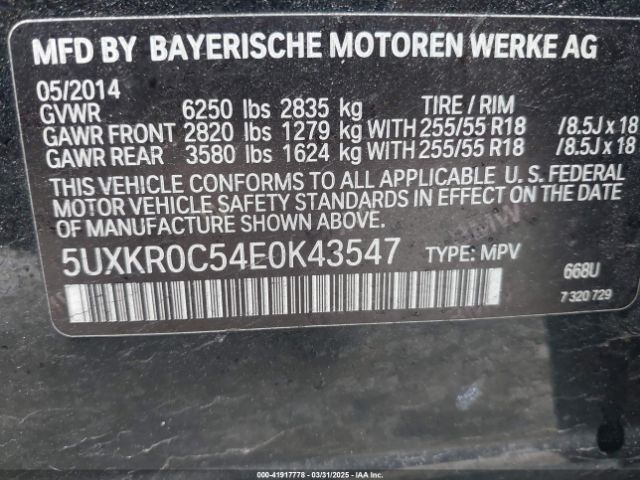 MFD BY BAYERISCHE MOTOREN WERKE AG
05/2014
GVWR 6250 lbs 2835 kg TIRE / RIM
GAWR FRONT 2820 lbs 1279 kg WITH 255/55 R18 /8.5J x 18
GAWR REAR 3580 lbs 1624 kg WITH 255/55 R18 /8.5J x 18
THIS VEHICLE CONFORMS TO ALL APPLICABLE U. S. FEDERAL
MOTOR VEHICLE SAFETY STANDARDS IN EFFECT ON THE DATE
OF MANUFACTURE SHOWN ABOVE.
5UXKR0C54E0K43547 TYPE: MPV
668U
7 320 729
000-41917778 - 03/31/2025 - IAAI, Inc.